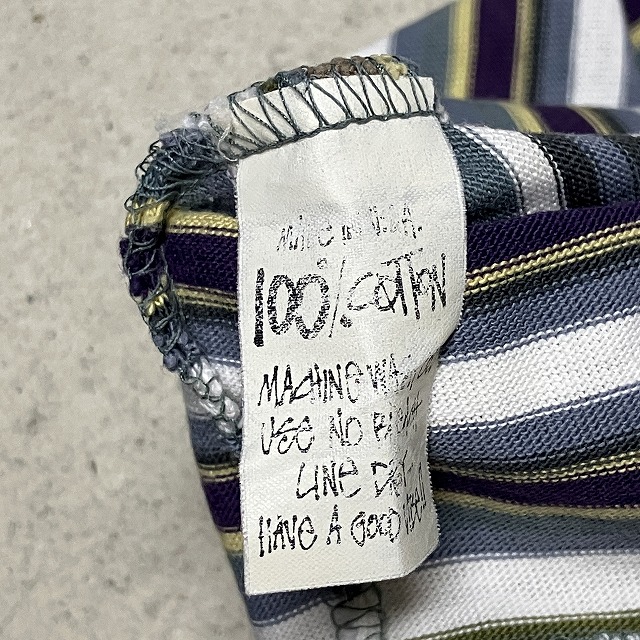 MADE IN U.S.A.
100% COTTON
MACHINE WASH
USE NO BLEACH
LINE DRY
HAVE A GOOD